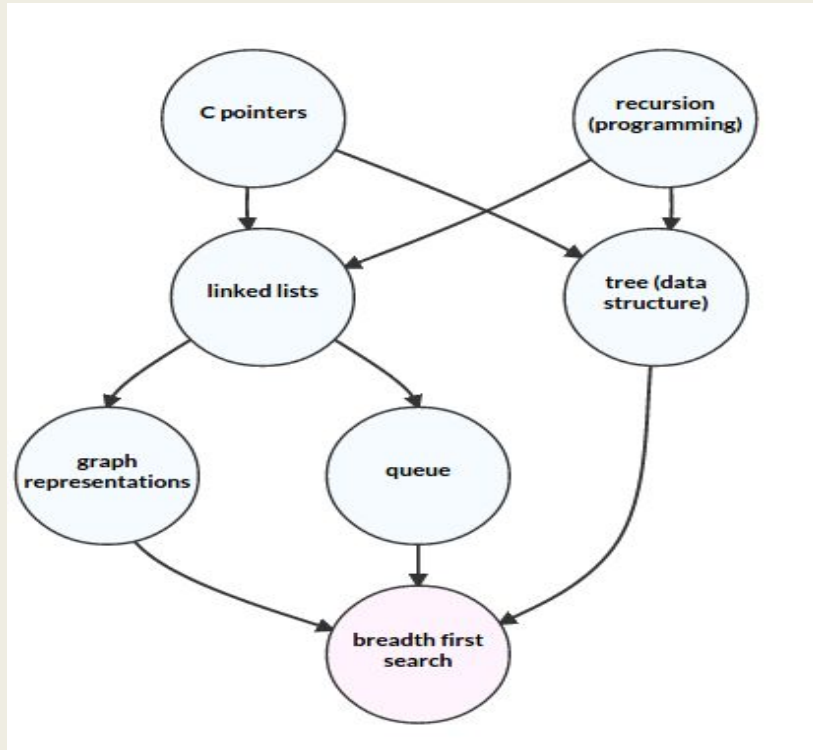 C pointers
recursion
(programming)
linked lists
tree (data
structure)
graph
representations
queue
breadth first
search